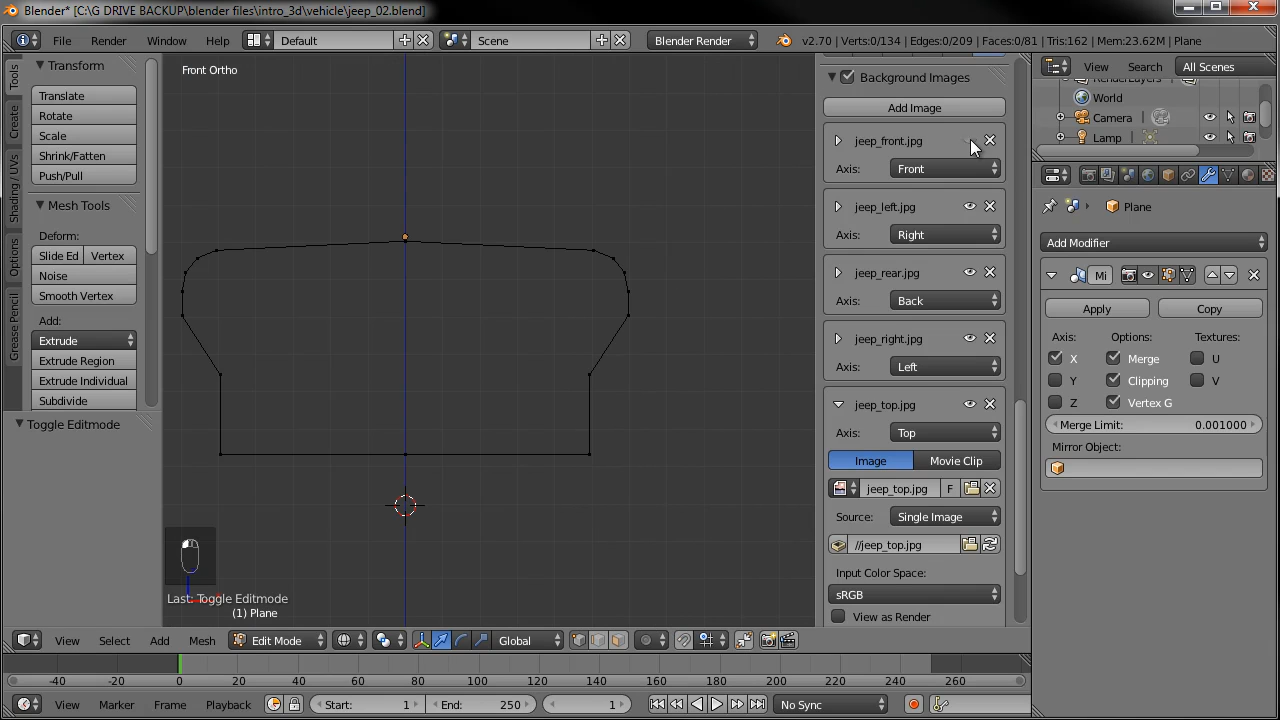 Blender* [C:\G DRIVE BACKUP\blender files\intro_3d\vehicle\jeep_02.blend]
File Render Window Help Default Scene Blender Render v2.70 | Verts:0/134 | Edges:0/209 | Faces:0/81 | Tris:162 | Mem:23.62M | Plane
Tools
Create
Shading / UVs
Options
Grease Pencil
Transform
Translate
Rotate
Scale
Shrink/Fatten
Push/Pull
Mesh Tools
Deform:
Slide Ed Vertex
Noise
Smooth Vertex
Add:
Extrude
Extrude Region
Extrude Individual
Subdivide
Toggle Editmode
Front Ortho
Last: Toggle Editmode
(1) Plane
Background Images
Add Image
jeep_front.jpg
Axis: Front
jeep_left.jpg
Axis: Right
jeep_rear.jpg
Axis: Back
jeep_right.jpg
Axis: Left
jeep_top.jpg
Axis: Top
Image Movie Clip
jeep_top.jpg F
Source: Single Image
//jeep_top.jpg
Input Color Space:
sRGB
View as Render
View Search All Scenes
RenderLayers
World
Camera
Lamp
Plane
Add Modifier
Mi
Apply Copy
Axis: Options: Textures:
X Merge U
Y Clipping V
Z Vertex G
Merge Limit: 0.001000
Mirror Object:
View Select Add Mesh Edit Mode Global
-40 -20 0 20 40 60 80 100 120 140 160 180 200 220 240 260
View Marker Frame Playback Start: 1 End: 250 1 No Sync